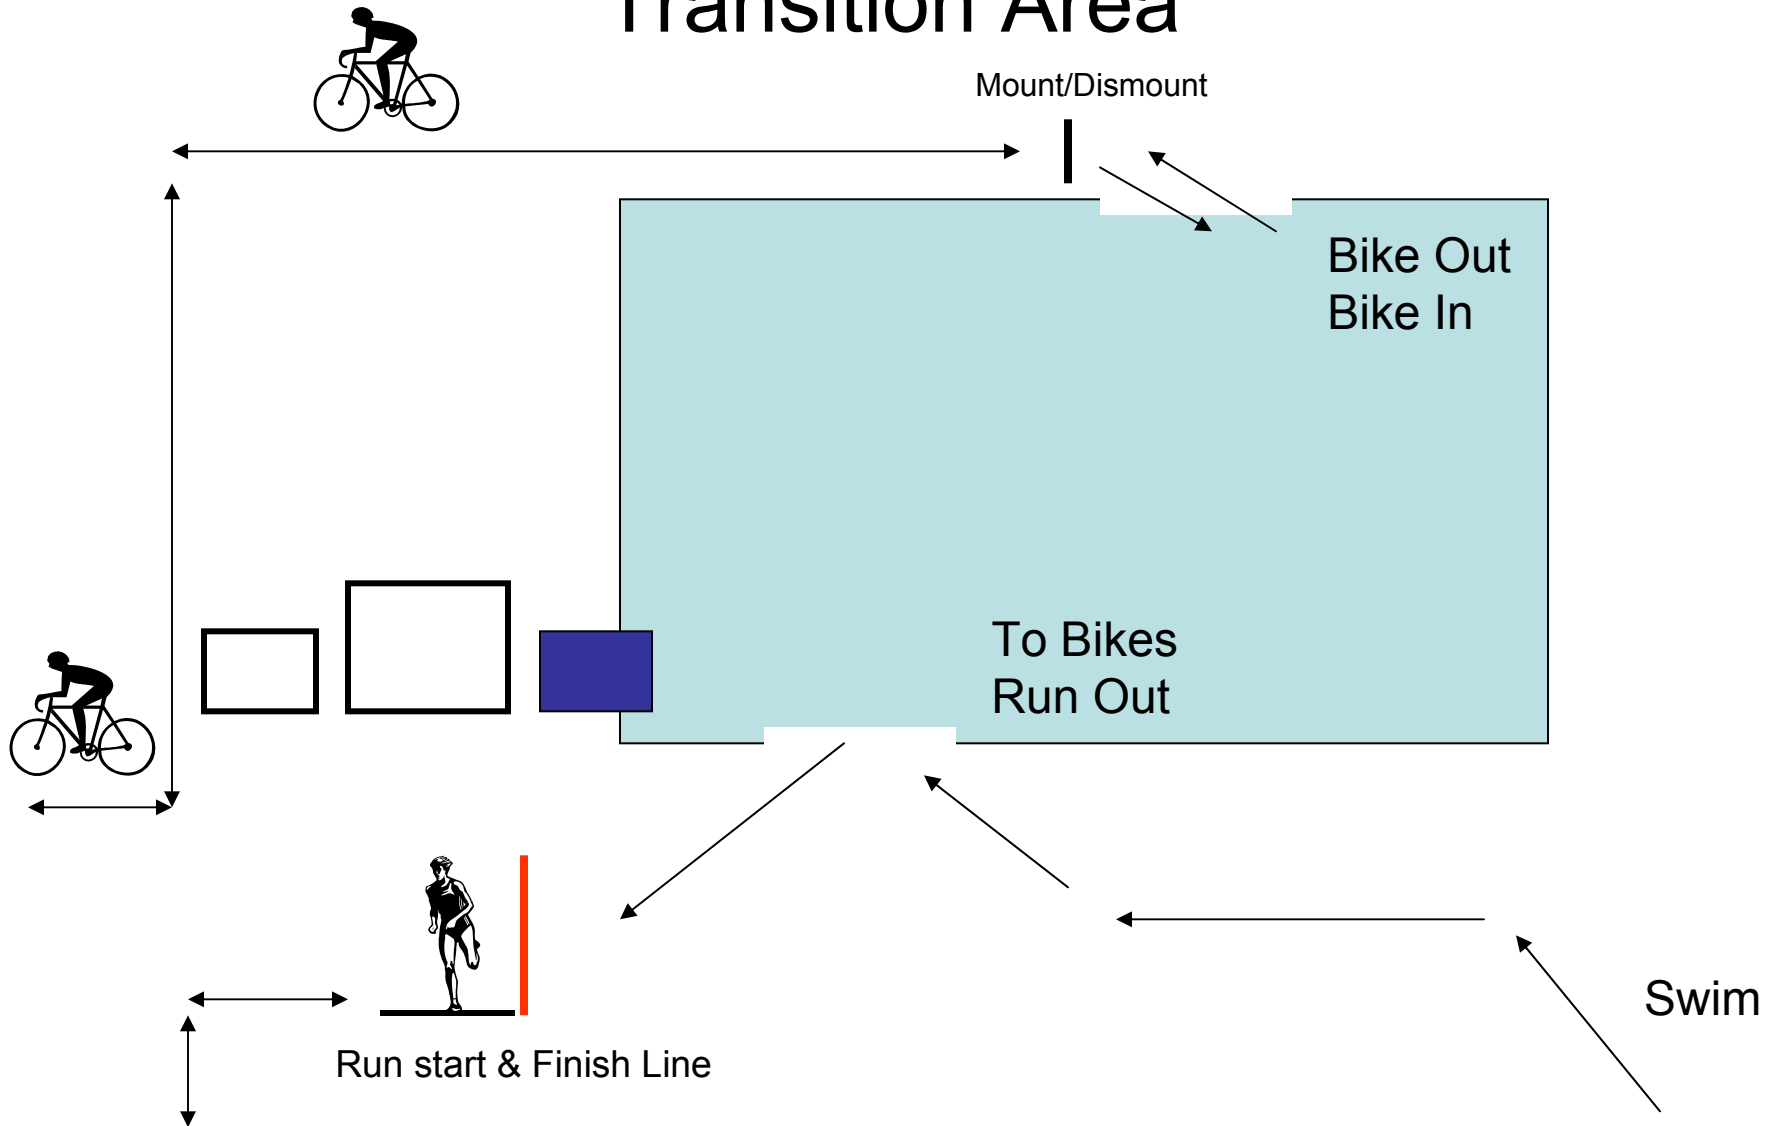 Transition Area
Mount/Dismount
Bike Out
Bike In
To Bikes
Run Out
Swim
Run start & Finish Line